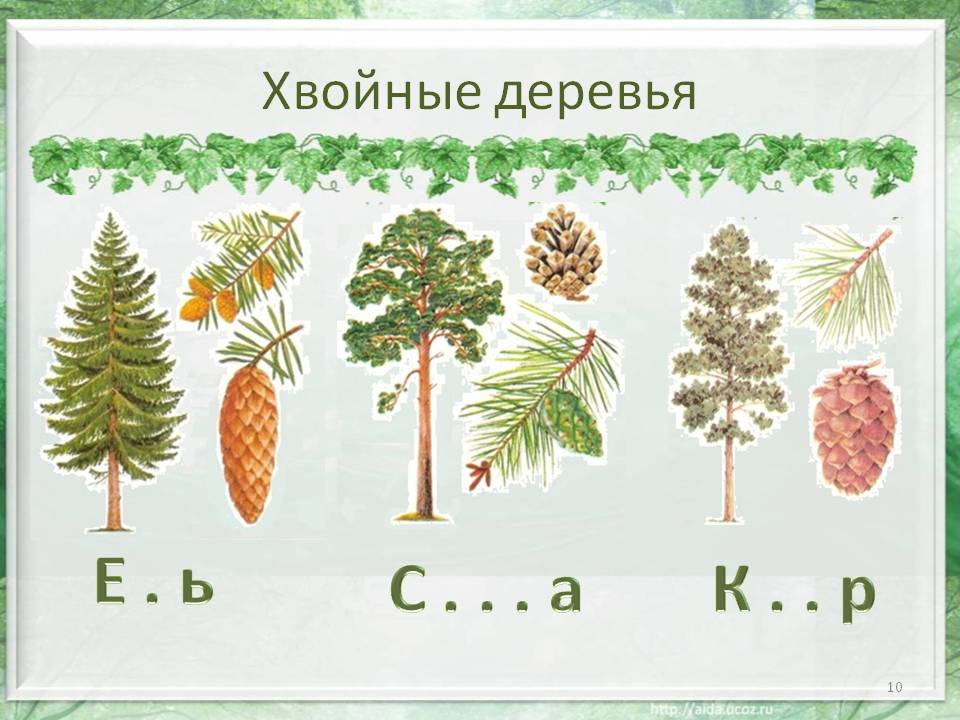 Хвойные деревья
Е . ь С . . . а К . . р
10
http://aida.ucoz.ru